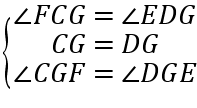 ∠FCG = ∠EDG
CG = DG
∠CGF = ∠DGE